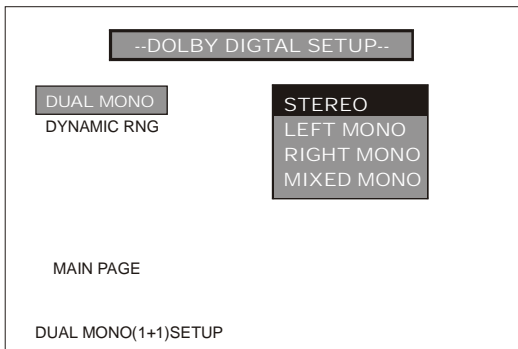 --DOLBY DIGTAL SETUP--
DUAL MONO
DYNAMIC RNG
STEREO
LEFT MONO
RIGHT MONO
MIXED MONO
MAIN PAGE
DUAL MONO(1+1)SETUP